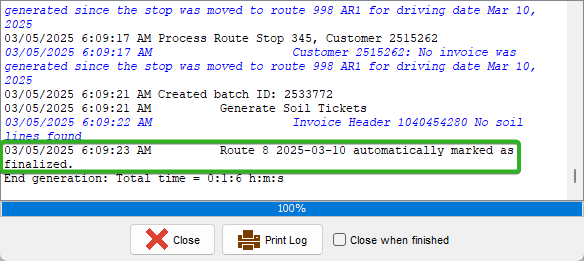 generated since the stop was moved to route 998 AR1 for driving date Mar 10,
2025
03/05/2025 6:09:17 AM Process Route Stop 345, Customer 2515262
03/05/2025 6:09:17 AM Customer 2515262: No invoice was
generated since the stop was moved to route 998 AR1 for driving date Mar 10,
2025
03/05/2025 6:09:21 AM Created batch ID: 2533772
03/05/2025 6:09:21 AM Generate Soil Tickets
03/05/2025 6:09:22 AM Invoice Header 1040454280 No soil
lines found
03/05/2025 6:09:23 AM Route 8 2025-03-10 automatically marked as
finalized.
End generation: Total time = 0:1:6 h:m:s
100%
Close Print Log Close when finished